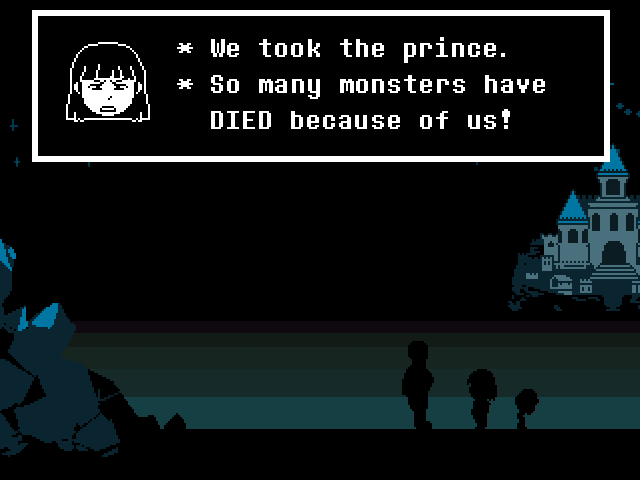 * We took the prince.
* So many monsters have
DIED because of us!